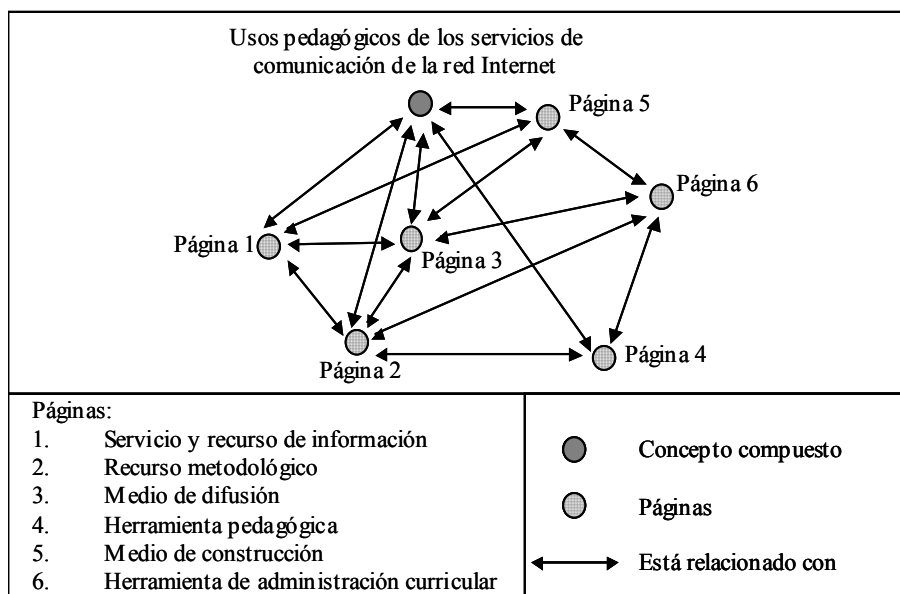 Usos pedagógicos de los servicios de
comunicación de la red Internet
Página 5
Página 6
Página 1
Página 3
Página 2
Página 4
Páginas:
1. Servicio y recurso de información
2. Recurso metodológico
3. Medio de difusión
4. Herramienta pedagógica
5. Medio de construcción
6. Herramienta de administración curricular
Concepto compuesto
Páginas
Está relacionado con